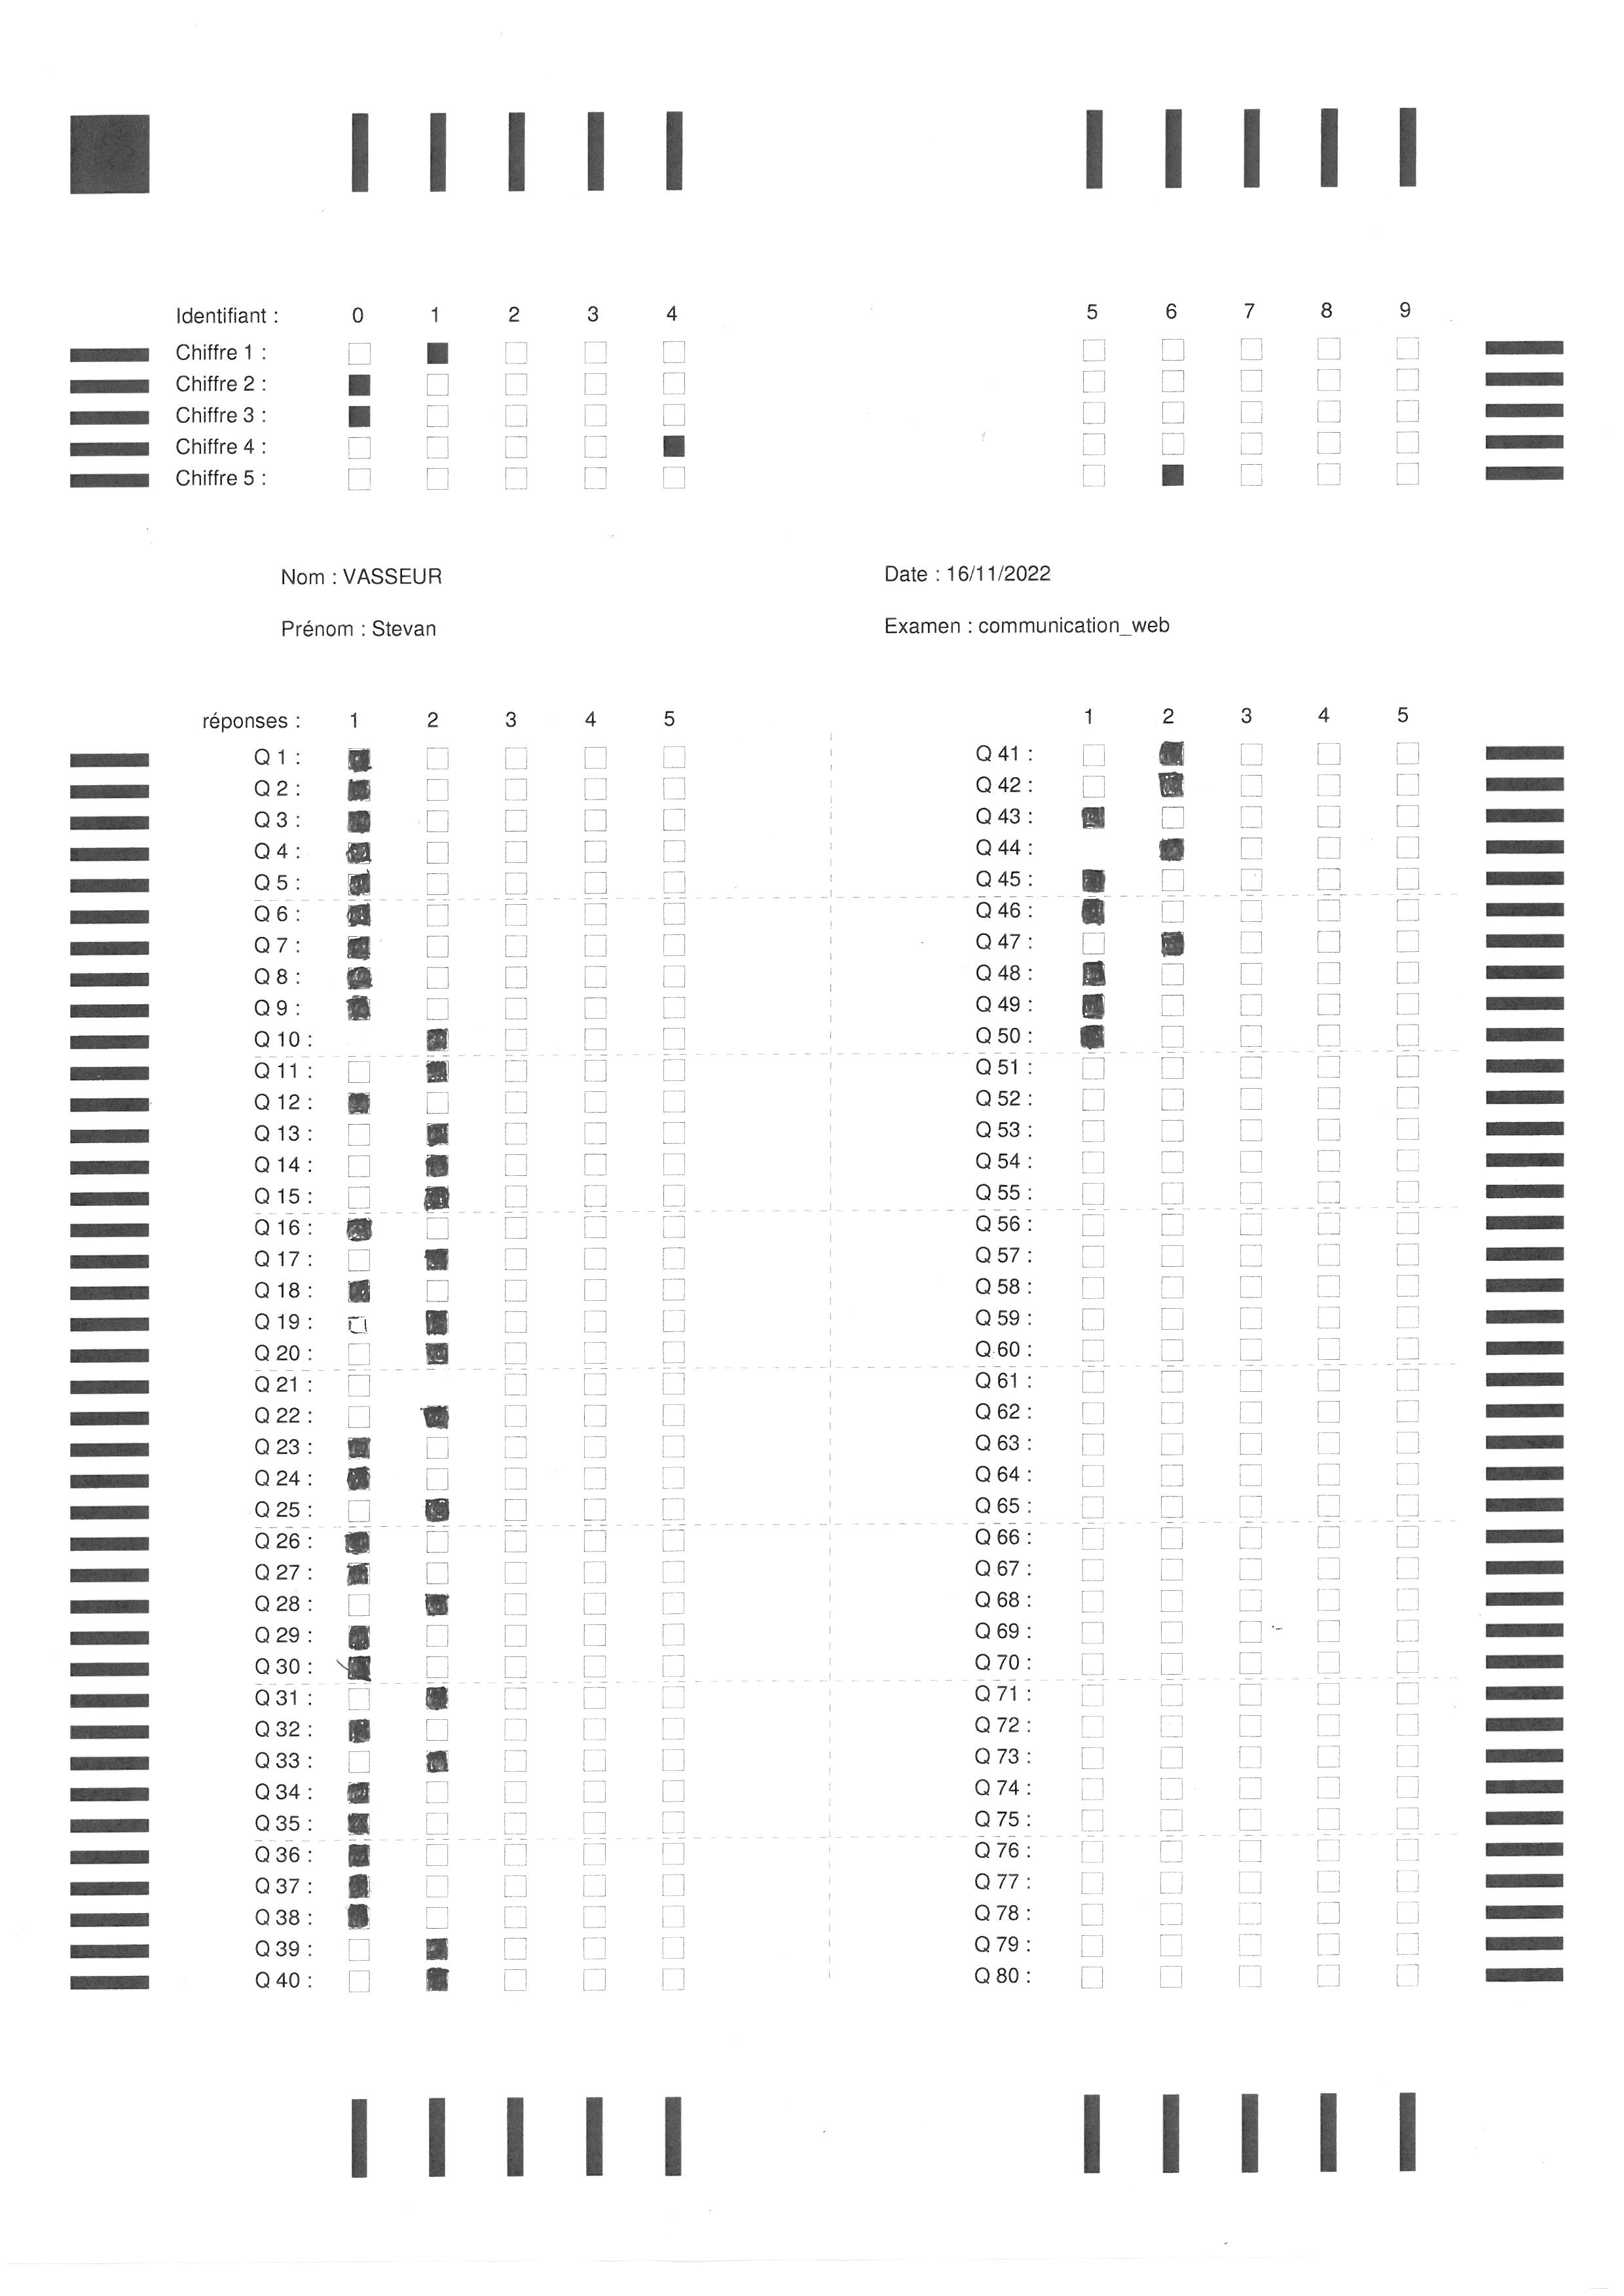 Identifiant : 0 1 2 3 4 5 6 7 8 9
Chiffre 1 :
Chiffre 2 :
Chiffre 3 :
Chiffre 4 :
Chiffre 5 :
Nom : VASSEUR Date : 16/11/2022
Prénom : Stevan Examen : communication_web
réponses : 1 2 3 4 5 1 2 3 4 5
Q 1 : Q 41 :
Q 2 : Q 42 :
Q 3 : Q 43 :
Q 4 : Q 44 :
Q 5 : Q 45 :
Q 6 : Q 46 :
Q 7 : Q 47 :
Q 8 : Q 48 :
Q 9 : Q 49 :
Q 10 : Q 50 :
Q 11 : Q 51 :
Q 12 : Q 52 :
Q 13 : Q 53 :
Q 14 : Q 54 :
Q 15 : Q 55 :
Q 16 : Q 56 :
Q 17 : Q 57 :
Q 18 : Q 58 :
Q 19 : Q 59 :
Q 20 : Q 60 :
Q 21 : Q 61 :
Q 22 : Q 62 :
Q 23 : Q 63 :
Q 24 : Q 64 :
Q 25 : Q 65 :
Q 26 : Q 66 :
Q 27 : Q 67 :
Q 28 : Q 68 :
Q 29 : Q 69 :
Q 30 : Q 70 :
Q 31 : Q 71 :
Q 32 : Q 72 :
Q 33 : Q 73 :
Q 34 : Q 74 :
Q 35 : Q 75 :
Q 36 : Q 76 :
Q 37 : Q 77 :
Q 38 : Q 78 :
Q 39 : Q 79 :
Q 40 : Q 80 :